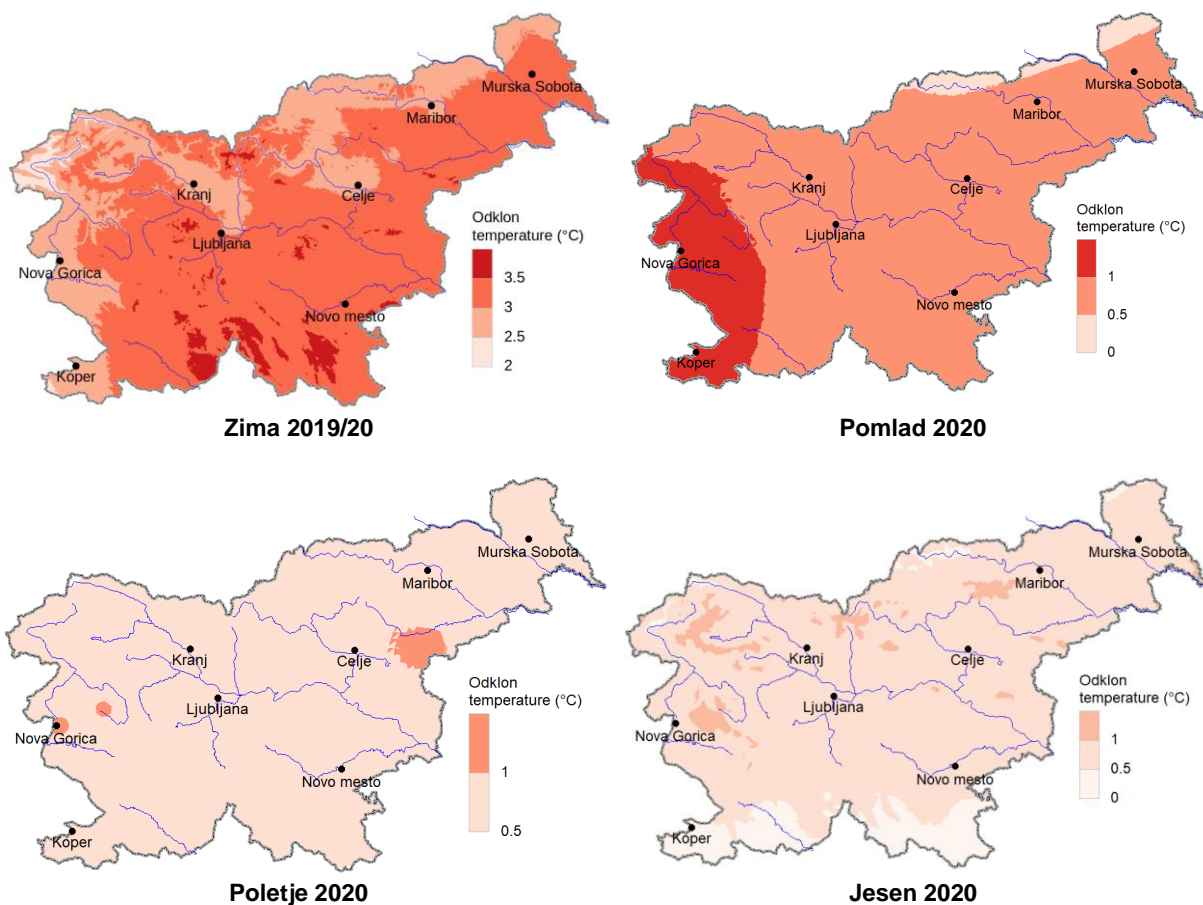 Murska Sobota
Maribor
Kranj
Celje
Ljubljana
Nova Gorica
Novo mesto
Koper
Odklon
temperature (°C)
3.5
3
2.5
2
Zima 2019/20
Murska Sobota
Maribor
Kranj
Celje
Ljubljana
Nova Gorica
Novo mesto
Koper
Odklon
temperature (°C)
1
0.5
0
Pomlad 2020
Murska Sobota
Maribor
Kranj
Celje
Ljubljana
Nova Gorica
Novo mesto
Koper
Odklon
temperature (°C)
1
0.5
Poletje 2020
Murska Sobota
Maribor
Kranj
Celje
Ljubljana
Nova Gorica
Novo mesto
Koper
Odklon
temperature (°C)
1
0.5
0
Jesen 2020